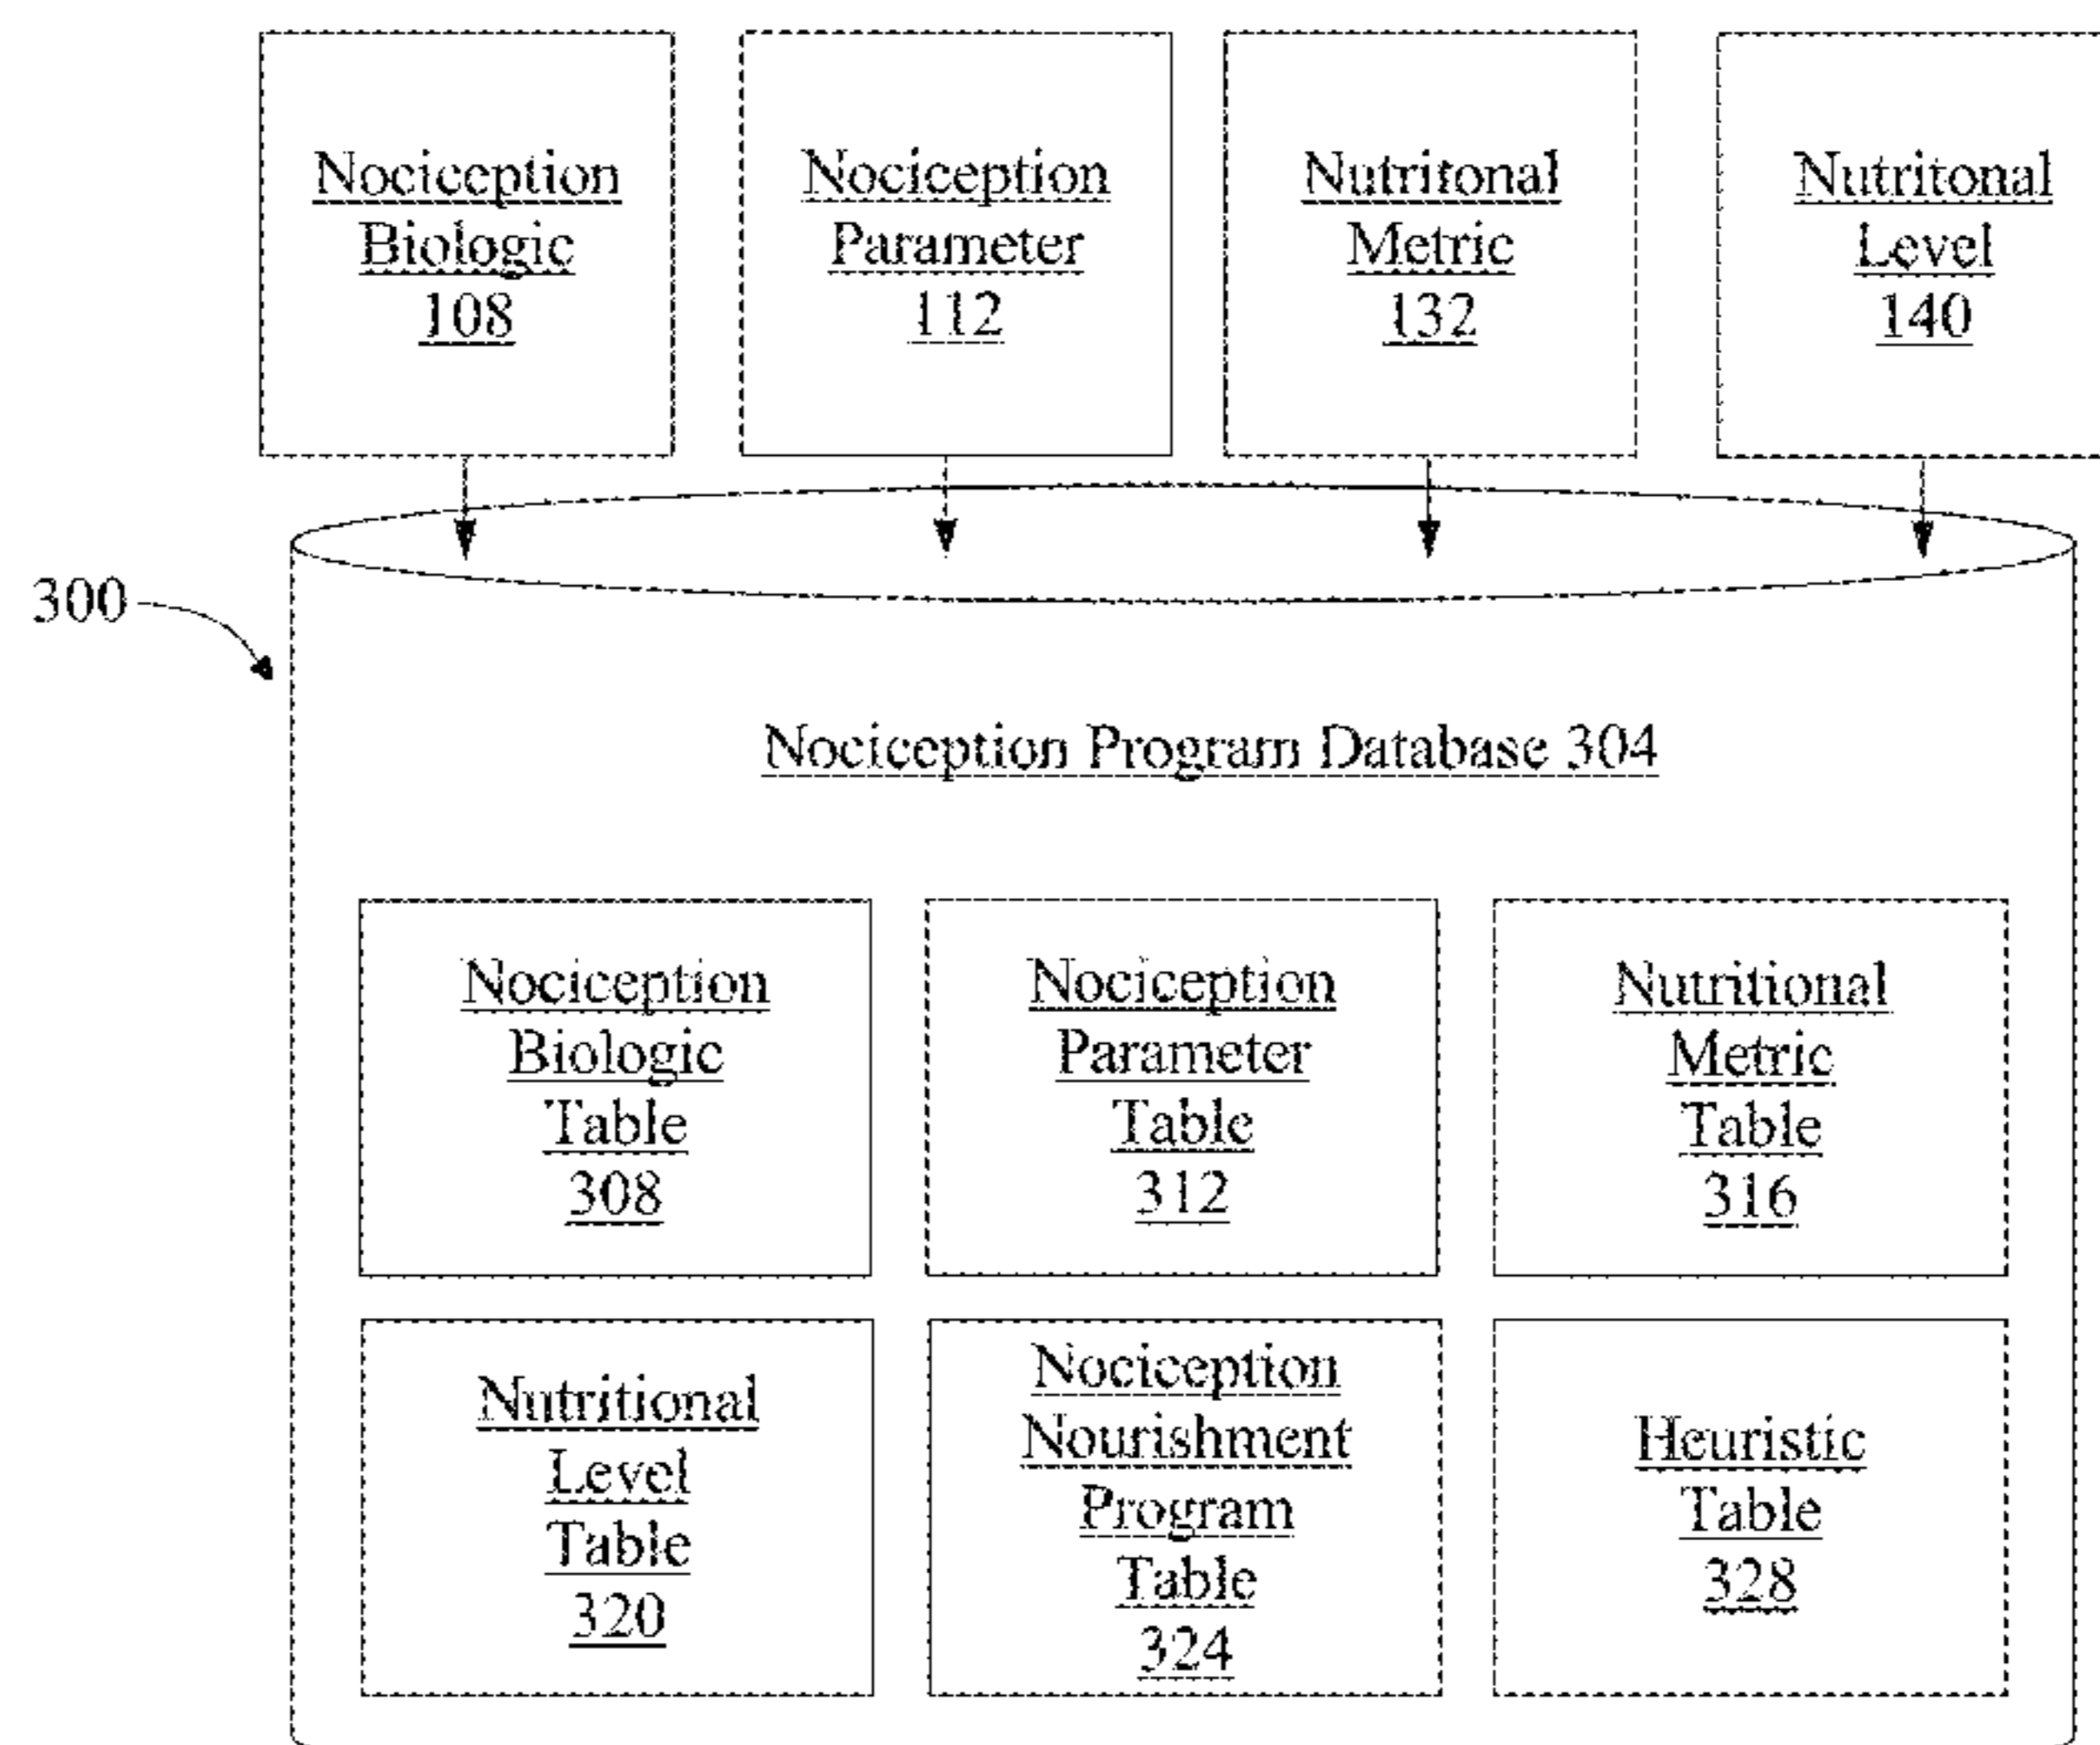 Nociception
Biologic
108
Nociception
Parameter
112
Nutritonal
Metric
132
Nutritonal
Level
140
300
Nociception Program Database 304
Nociception
Biologic
Table
308
Nociception
Parameter
Table
312
Nutritional
Metric
Table
316
Nutritional
Level
Table
320
Nociception
Nourishment
Program
Table
324
Heuristic
Table
328